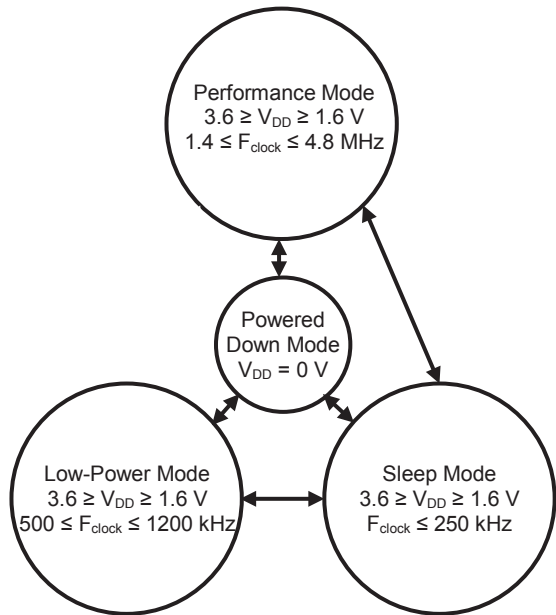 Performance Mode
3.6 ≥ V_DD ≥ 1.6 V
1.4 ≤ F_clock ≤ 4.8 MHz
Powered
Down Mode
V_DD = 0 V
Low-Power Mode
3.6 ≥ V_DD ≥ 1.6 V
500 ≤ F_clock ≤ 1200 kHz
Sleep Mode
3.6 ≥ V_DD ≥ 1.6 V
F_clock ≤ 250 kHz